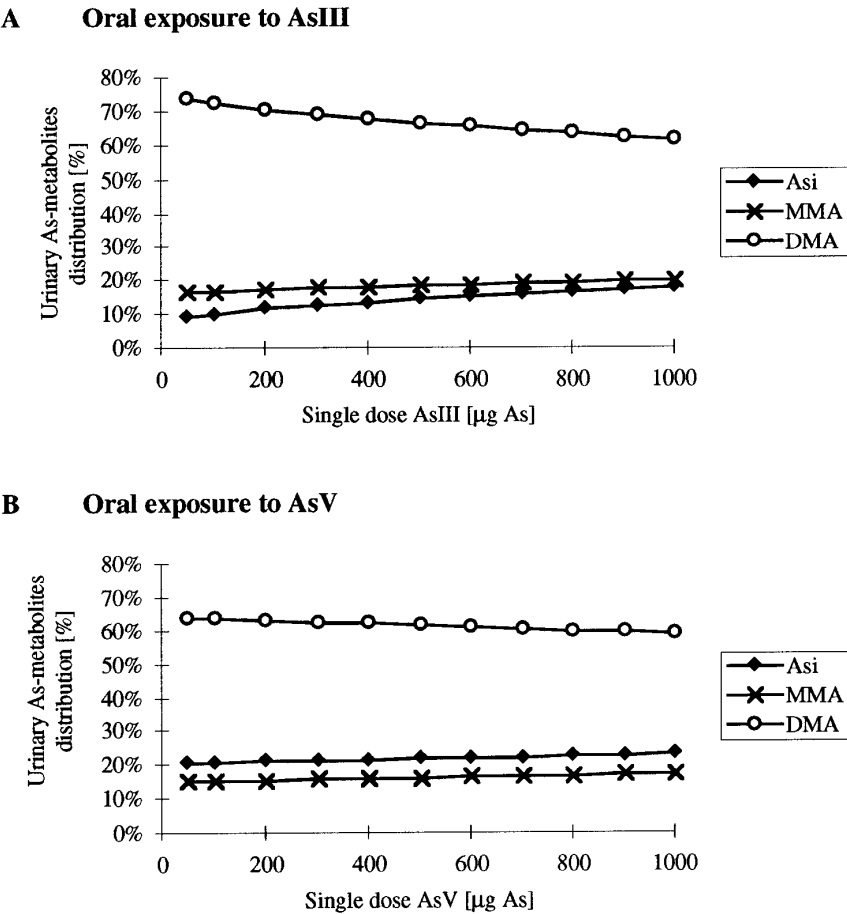 A Oral exposure to AsIII
Urinary As-metabolites
distribution [%]
80%
70%
60%
50%
40%
30%
20%
10%
0%
0 200 400 600 800 1000
Single dose AsIII [µg As]
Asi
MMA
DMA
B Oral exposure to AsV
Urinary As-metabolites
distribution [%]
80%
70%
60%
50%
40%
30%
20%
10%
0%
0 200 400 600 800 1000
Single dose AsV [µg As]
Asi
MMA
DMA